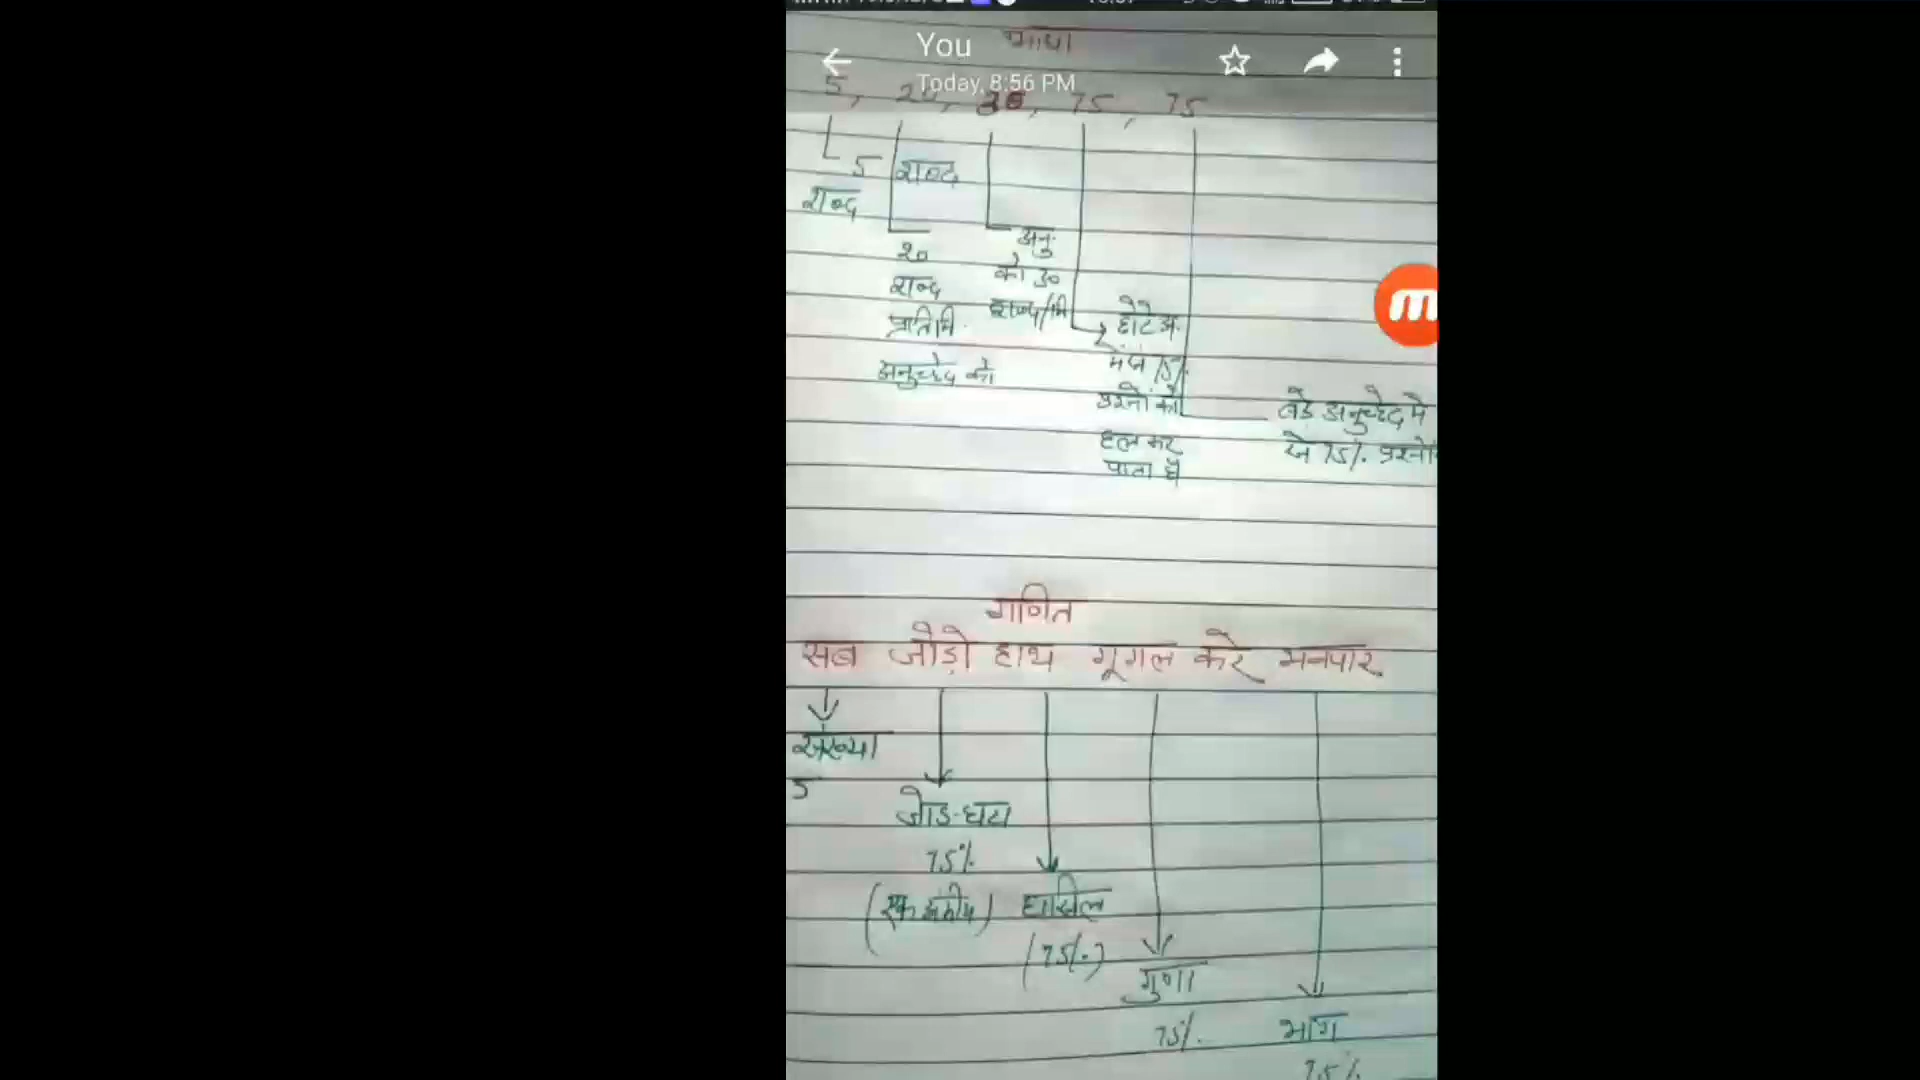 You
भाषा
Today, 8:56 PM
5, 20, 30, 75, 75
5 शब्द
शब्द
अनु.
20
को 30
शब्द
शब्द/मि
छोटे अ.
प्रतिमि.
में से 75%
अनुच्छेद को
प्रश्नों को
बड़े अनुच्छेद मे
हल कर
से 75% प्रश्नों
पाता है
गणित
सब जोड़ो हाथ गूगल करे भनपार
संख्या
5
जोड-घटा
75%
(एक अंकीय) हासिल
(75%)
गुणा
75% भाग
75%